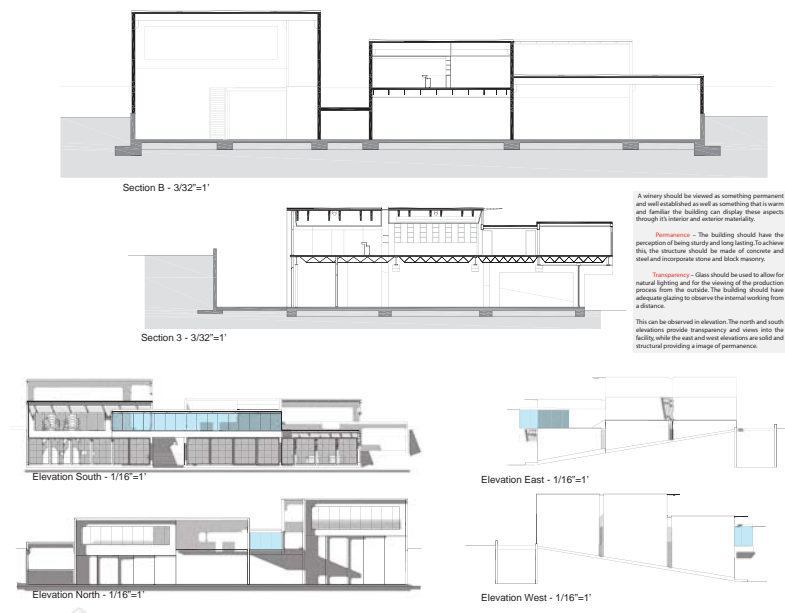 Section B - 3/32"=1'
A winery should be viewed as something permanent
and well established as well as something that is warm
and familiar the building can display these aspects
through it's interior and exterior materiality.
Permanence – The building should have the
perception of being sturdy and long lasting. To achieve
this, the structure should be made of concrete and
steel and incorporate stone and block masonry.
Transparency – Glass should be used to allow for
natural lighting and for the viewing of the production
process from the outside. The building should have
adequate glazing to observe the internal working from
a distance.
This can be observed in elevation. The north and south
elevations provide transparency and views into the
facility, while the east and west elevations are solid and
structural providing a image of permanence.
Section 3 - 3/32"=1'
Elevation South - 1/16"=1'
Elevation East - 1/16"=1'
Elevation North - 1/16"=1'
Elevation West - 1/16"=1'